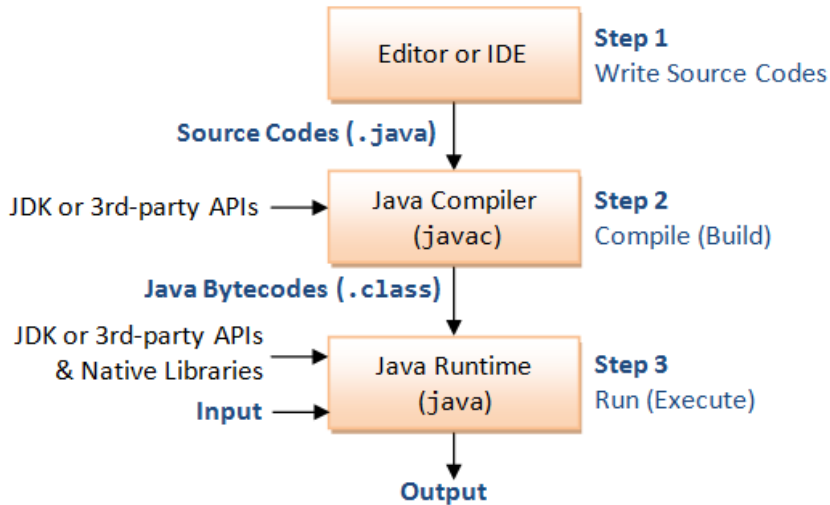 Editor or IDE
Step 1
Write Source Codes
Source Codes (.java)
JDK or 3rd-party APIs
Java Compiler
(javac)
Step 2
Compile (Build)
Java Bytecodes (.class)
JDK or 3rd-party APIs
& Native Libraries
Input
Java Runtime
(java)
Step 3
Run (Execute)
Output